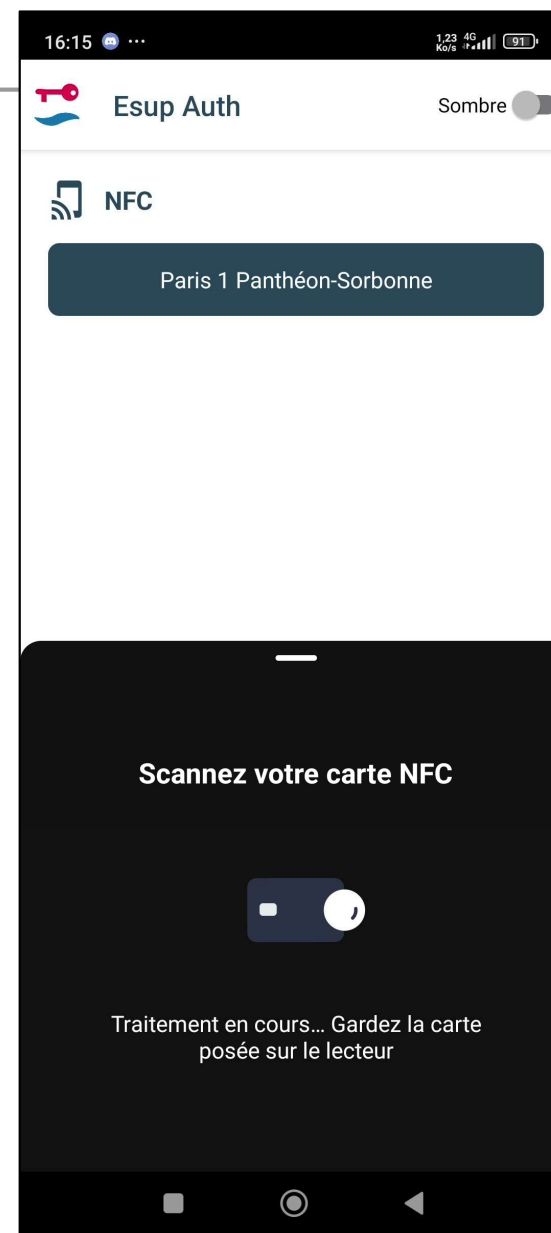 16:15 ...
1,23 Ko/s 4G 91
Esup Auth
Sombre
NFC
Paris 1 Panthéon-Sorbonne
Scannez votre carte NFC
Traitement en cours... Gardez la carte
posée sur le lecteur